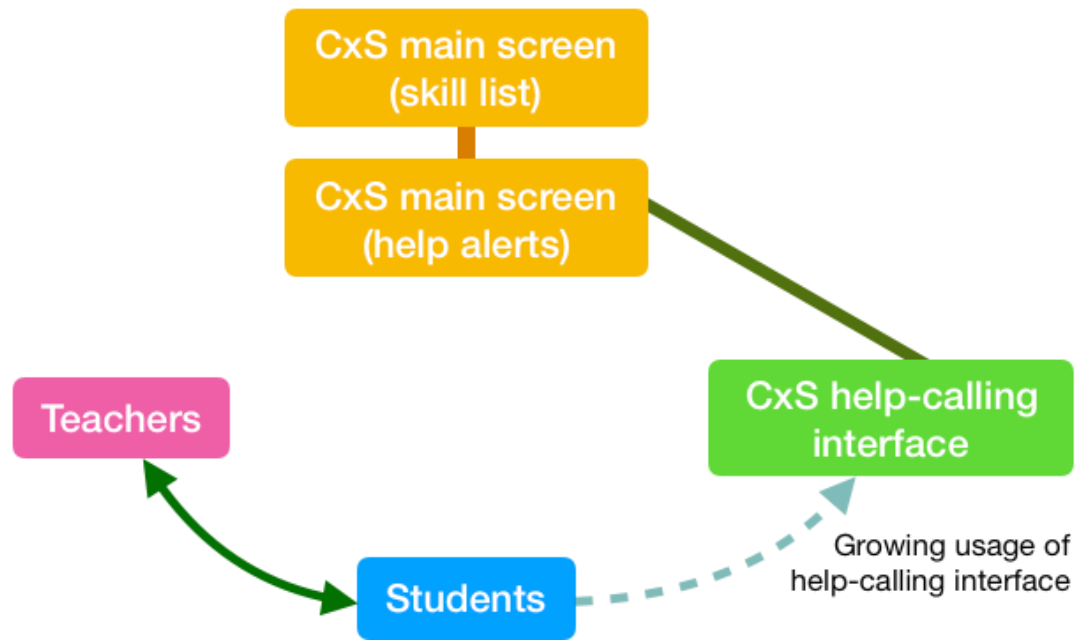 CxS main screen
(skill list)
CxS main screen
(help alerts)
CxS help-calling
interface
Teachers
Growing usage of
help-calling interface
Students